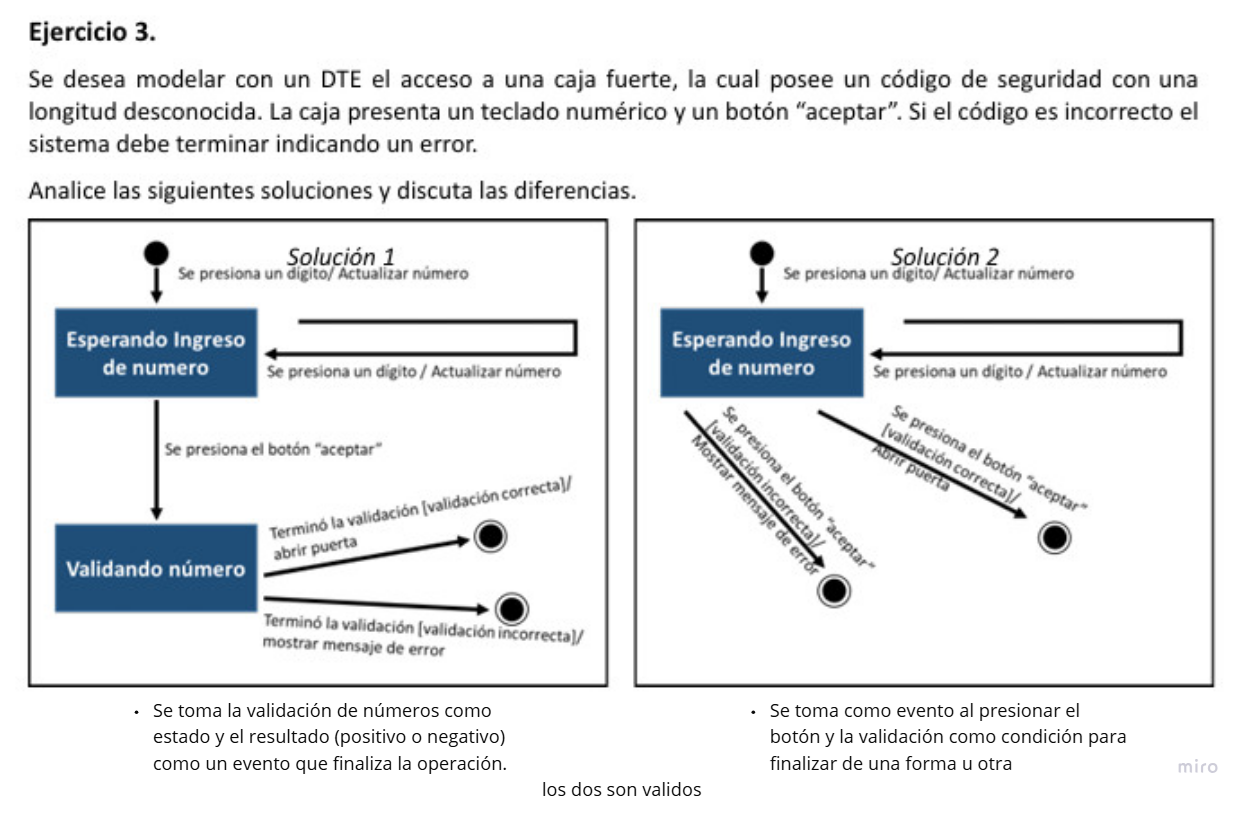 Ejercicio 3.
Se desea modelar con un DTE el acceso a una caja fuerte, la cual posee un código de seguridad con una
longitud desconocida. La caja presenta un teclado numérico y un botón “aceptar”. Si el código es incorrecto el
sistema debe terminar indicando un error.
Analice las siguientes soluciones y discuta las diferencias.
Solución 1
Se presiona un dígito/ Actualizar número
Esperando Ingreso
de numero
Se presiona un dígito / Actualizar número
Se presiona el botón “aceptar”
Validando número
Terminó la validación [validación correcta]/
abrir puerta
Terminó la validación [validación incorrecta]/
mostrar mensaje de error
Solución 2
Se presiona un dígito/ Actualizar número
Esperando Ingreso
de numero
Se presiona un dígito / Actualizar número
Se presiona el botón “aceptar”
[validación incorrecta]/
Mostrar mensaje de error
Se presiona el botón “aceptar”
[validación correcta]/
Abrir puerta
• Se toma la validación de números como
estado y el resultado (positivo o negativo)
como un evento que finaliza la operación.
• Se toma como evento al presionar el
botón y la validación como condición para
finalizar de una forma u otra
miro
los dos son validos